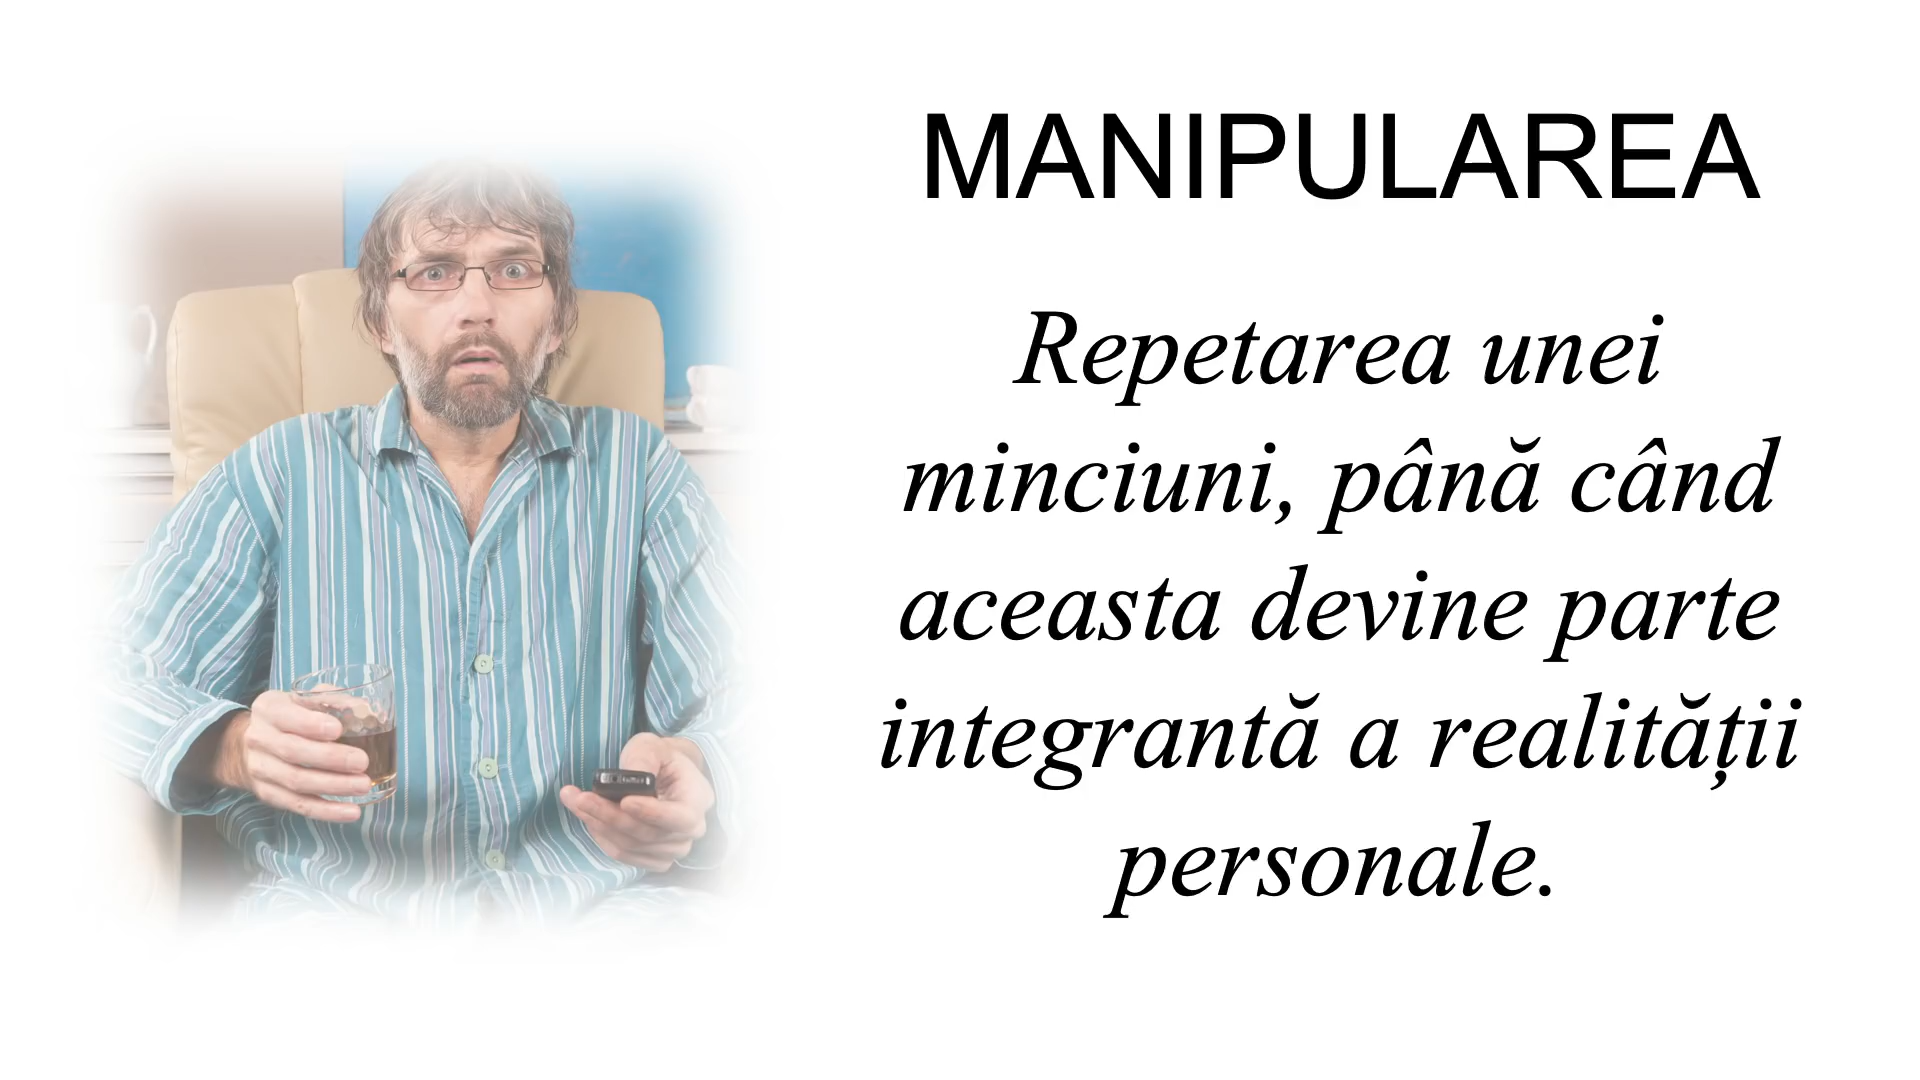 MANIPULAREA
Repetarea unei
minciuni, până când
aceasta devine parte
integrantă a realității
personale.